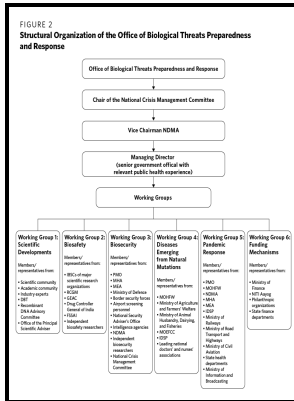 FIGURE 2
Structural Organization of the Office of Biological Threats Preparedness
and Response
Office of Biological Threats Preparedness and Response
Chair of the National Crisis Management Committee
Vice Chairman NDMA
Managing Director
(senior government offical with
relevant public health experience)
Working Groups
Working Group 1:
Scientific
Developments
Members/
representatives from:
• Scientific community
• Academic community
• Industry experts
• DBT
• Recombinant
DNA Advisory
Committee
• Office of the Principal
Scientific Adviser
Working Group 2:
Biosafety
Members/
representatives from:
• IBSCs of major
scientific research
organizations
• RCGM
• GEAC
• Drug Controller
General of India
• FSSAI
• Independent
biosafety researchers
Working Group 3:
Biosecurity
Members/
representatives from:
• PMO
• MHA
• MEA
• Ministry of Defence
• Border security forces
• Airport screening
personnel
• National Security
Adviser's Office
• Intelligence agencies
• NDMA
• Independent
biosecurity
researchers
• National Crisis
Management
Committee
Working Group 4:
Diseases
Emerging
from Natural
Mutations
Members/
representatives from:
• MOHFW
• Ministry of Agriculture
and Farmers' Welfare
• Ministry of Animal
Husbandry, Dairying,
and Fisheries
• MOEFCC
• IDSP
• Leading national
doctors' and nurses'
associations
Working Group 5:
Pandemic
Response
Members/
representatives from:
• PMO
• MOHFW
• NDMA
• MHA
• MEA
• IDSP
• Ministry of
Railways
• Ministry of Road
Transport and
Highways
• Ministry of Civil
Aviation
• State health
departments
• Ministry of
Information and
Broadcasting
Working Group 6:
Funding
Mechanisms
Members/
representatives from:
• Ministry of
Finance
• NITI Aayog
• Philanthropic
organizations
• State finance
departments